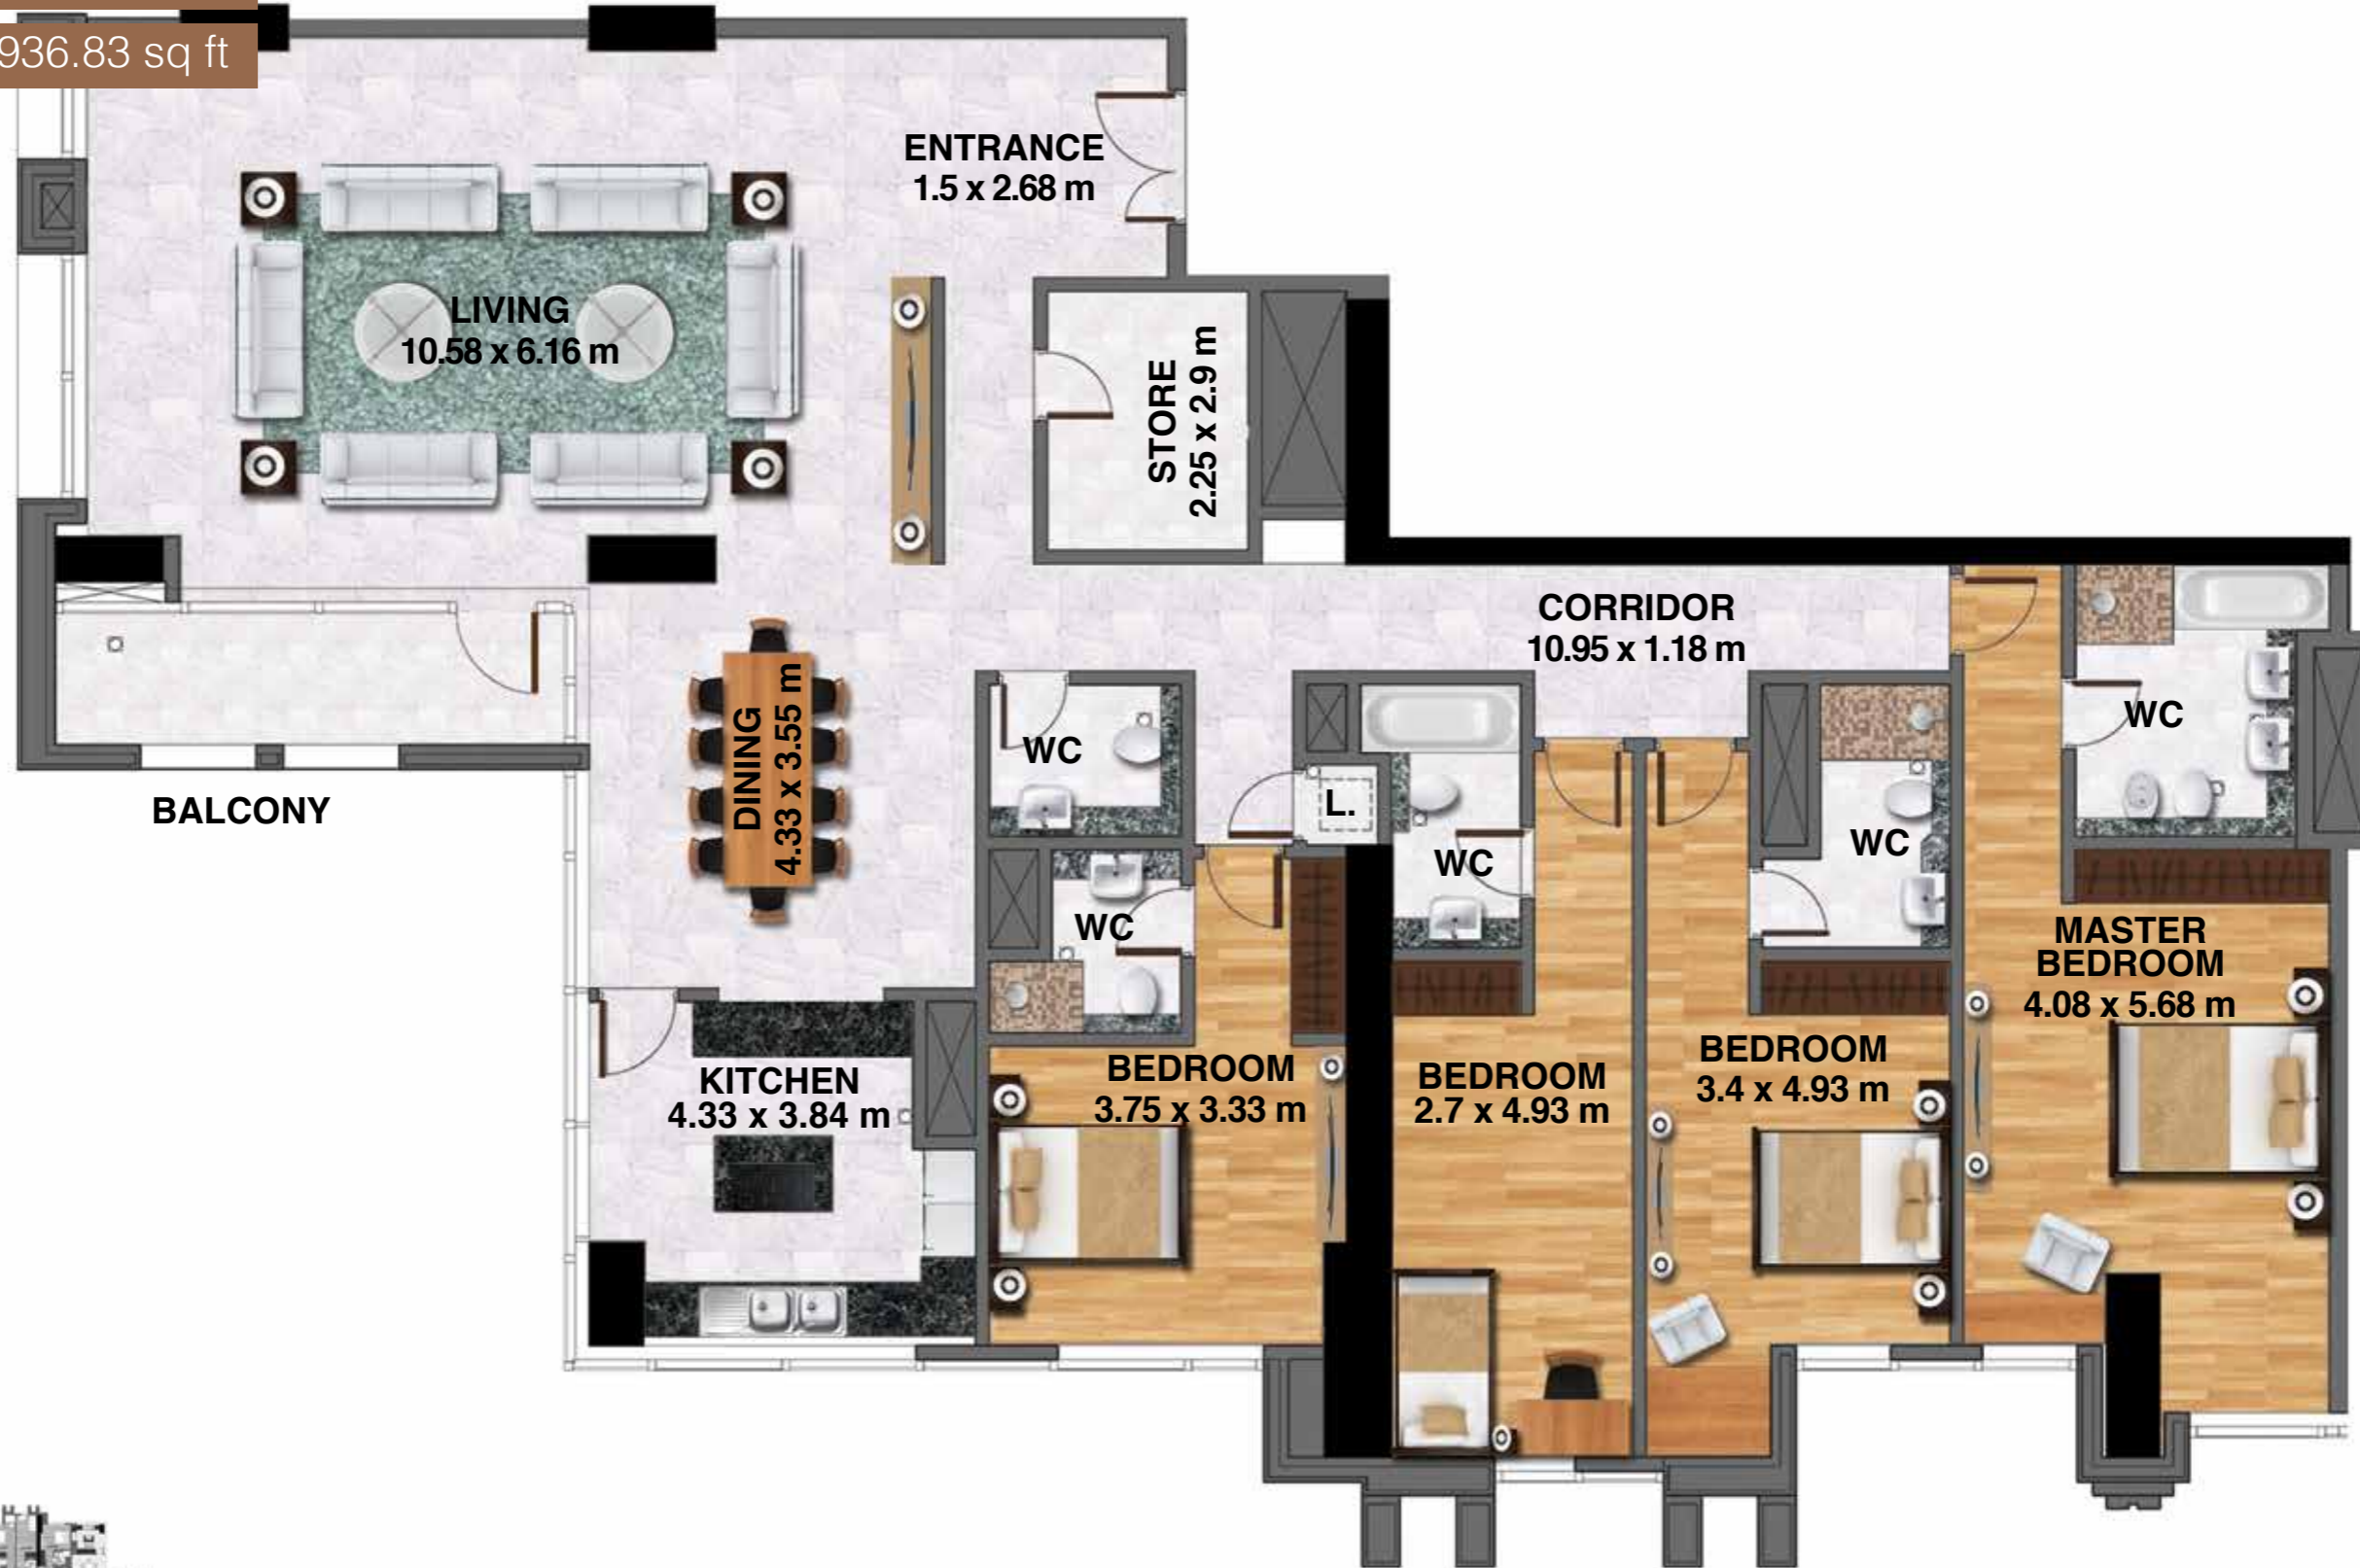 936.83 sq ft
ENTRANCE
1.5 x 2.68 m
LIVING
10.58 x 6.16 m
STORE
2.25 x 2.9 m
CORRIDOR
10.95 x 1.18 m
BALCONY
DINING
4.33 x 3.55 m
WC
L.
WC
WC
WC
WC
MASTER
BEDROOM
4.08 x 5.68 m
KITCHEN
4.33 x 3.84 m
BEDROOM
3.75 x 3.33 m
BEDROOM
2.7 x 4.93 m
BEDROOM
3.4 x 4.93 m